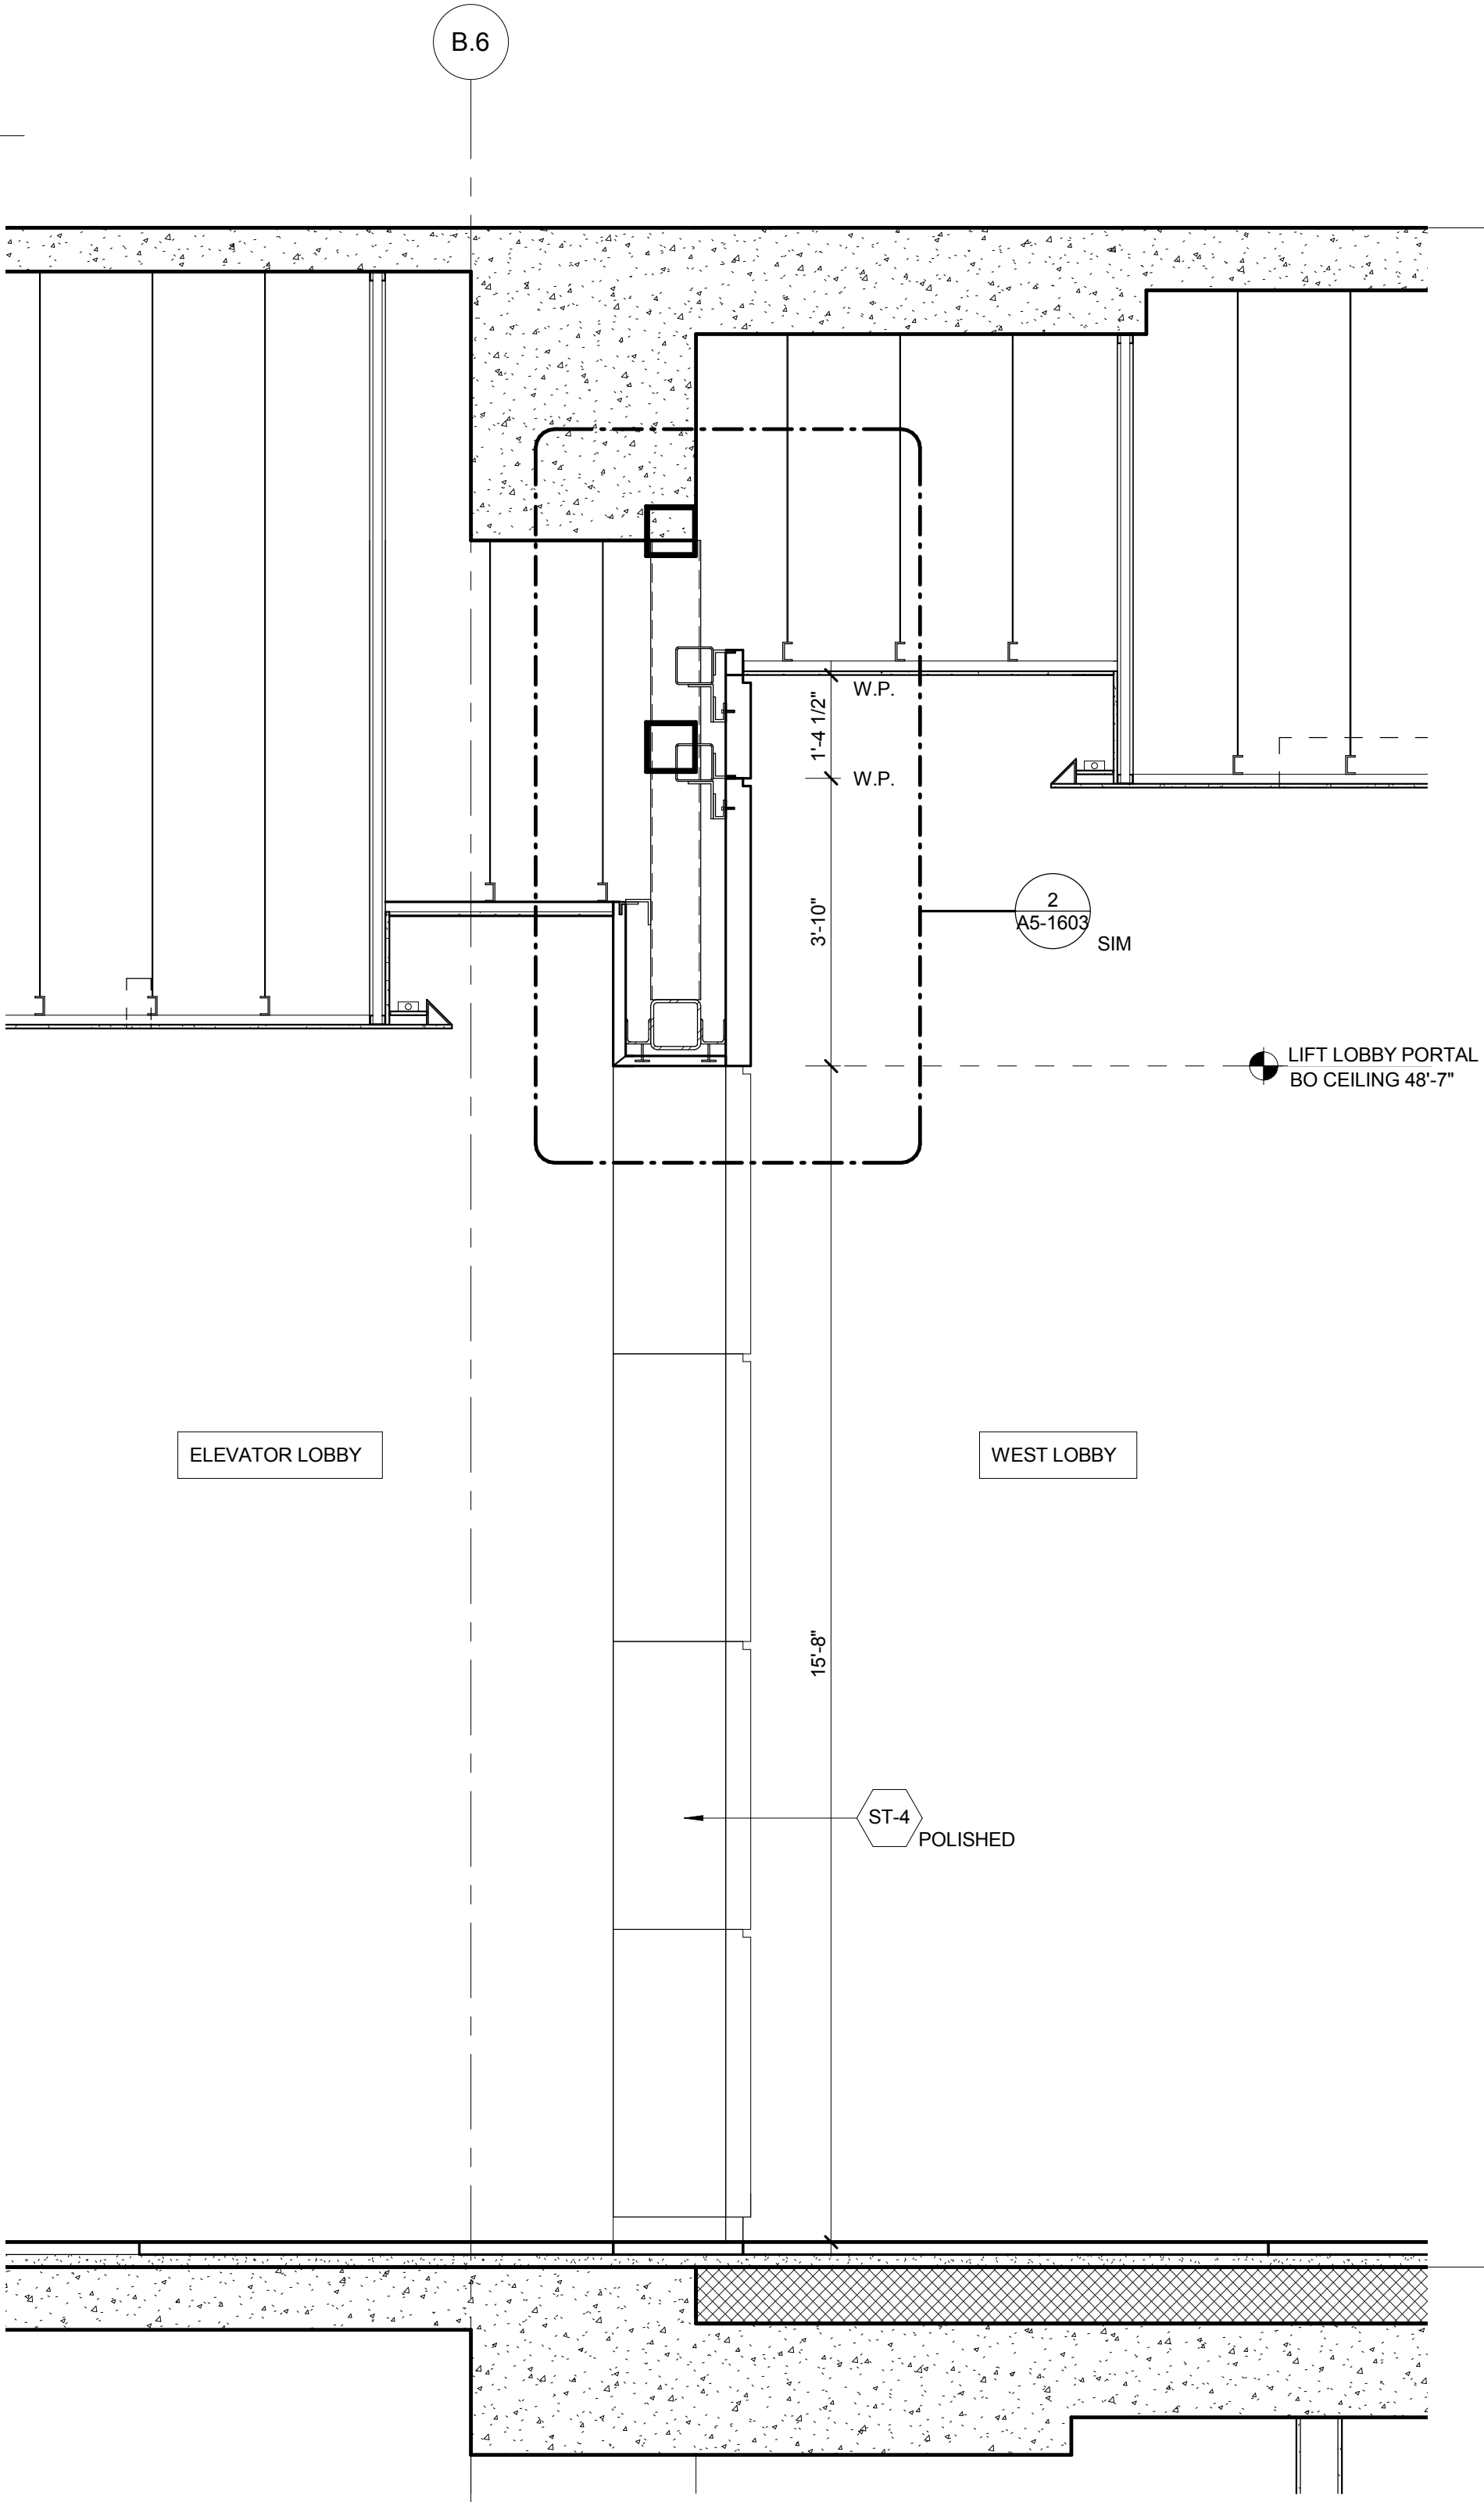 B.6
W.P.
1'-4 1/2"
W.P.
3'-10"
2
A5-1603
SIM
LIFT LOBBY PORTAL
BO CEILING 48'-7"
ELEVATOR LOBBY
WEST LOBBY
15'-8"
ST-4
POLISHED